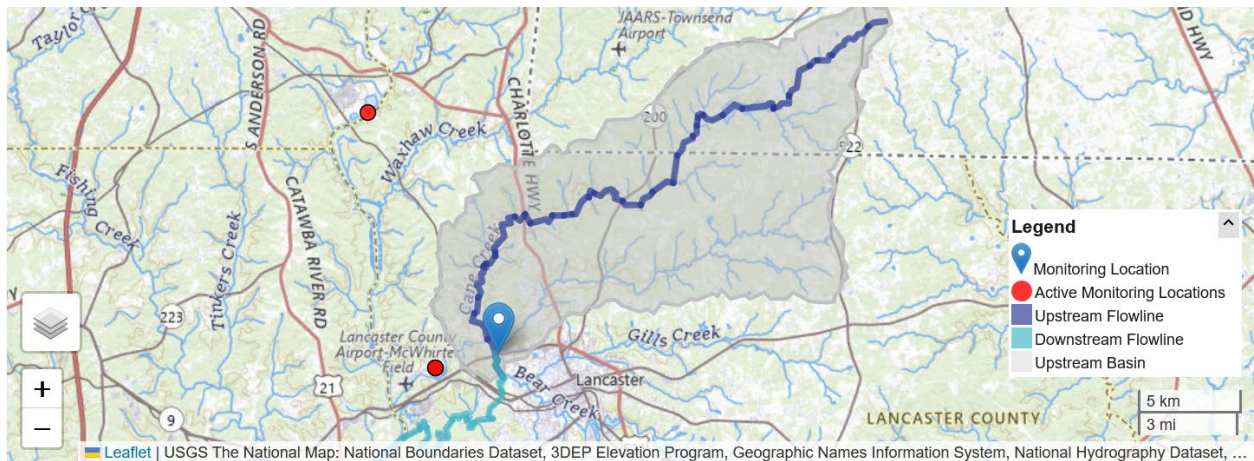 Taylor Creek
S ANDERSON RD
JAARS-Townsend
Airport
CHARLOTTE HWY
200
522
Waxhaw Creek
Fishing Creek
Tinkers Creek
CATAWBA RIVER RD
Cane Creek
223
Lancaster County
Airport-McWhirte
Field
21
9
Gills Creek
Bear Creek
Lancaster
LANCASTER COUNTY
Legend
Monitoring Location
Active Monitoring Locations
Upstream Flowline
Downstream Flowline
Upstream Basin
+
−
5 km
3 mi
Leaflet | USGS The National Map: National Boundaries Dataset, 3DEP Elevation Program, Geographic Names Information System, National Hydrography Dataset, ...